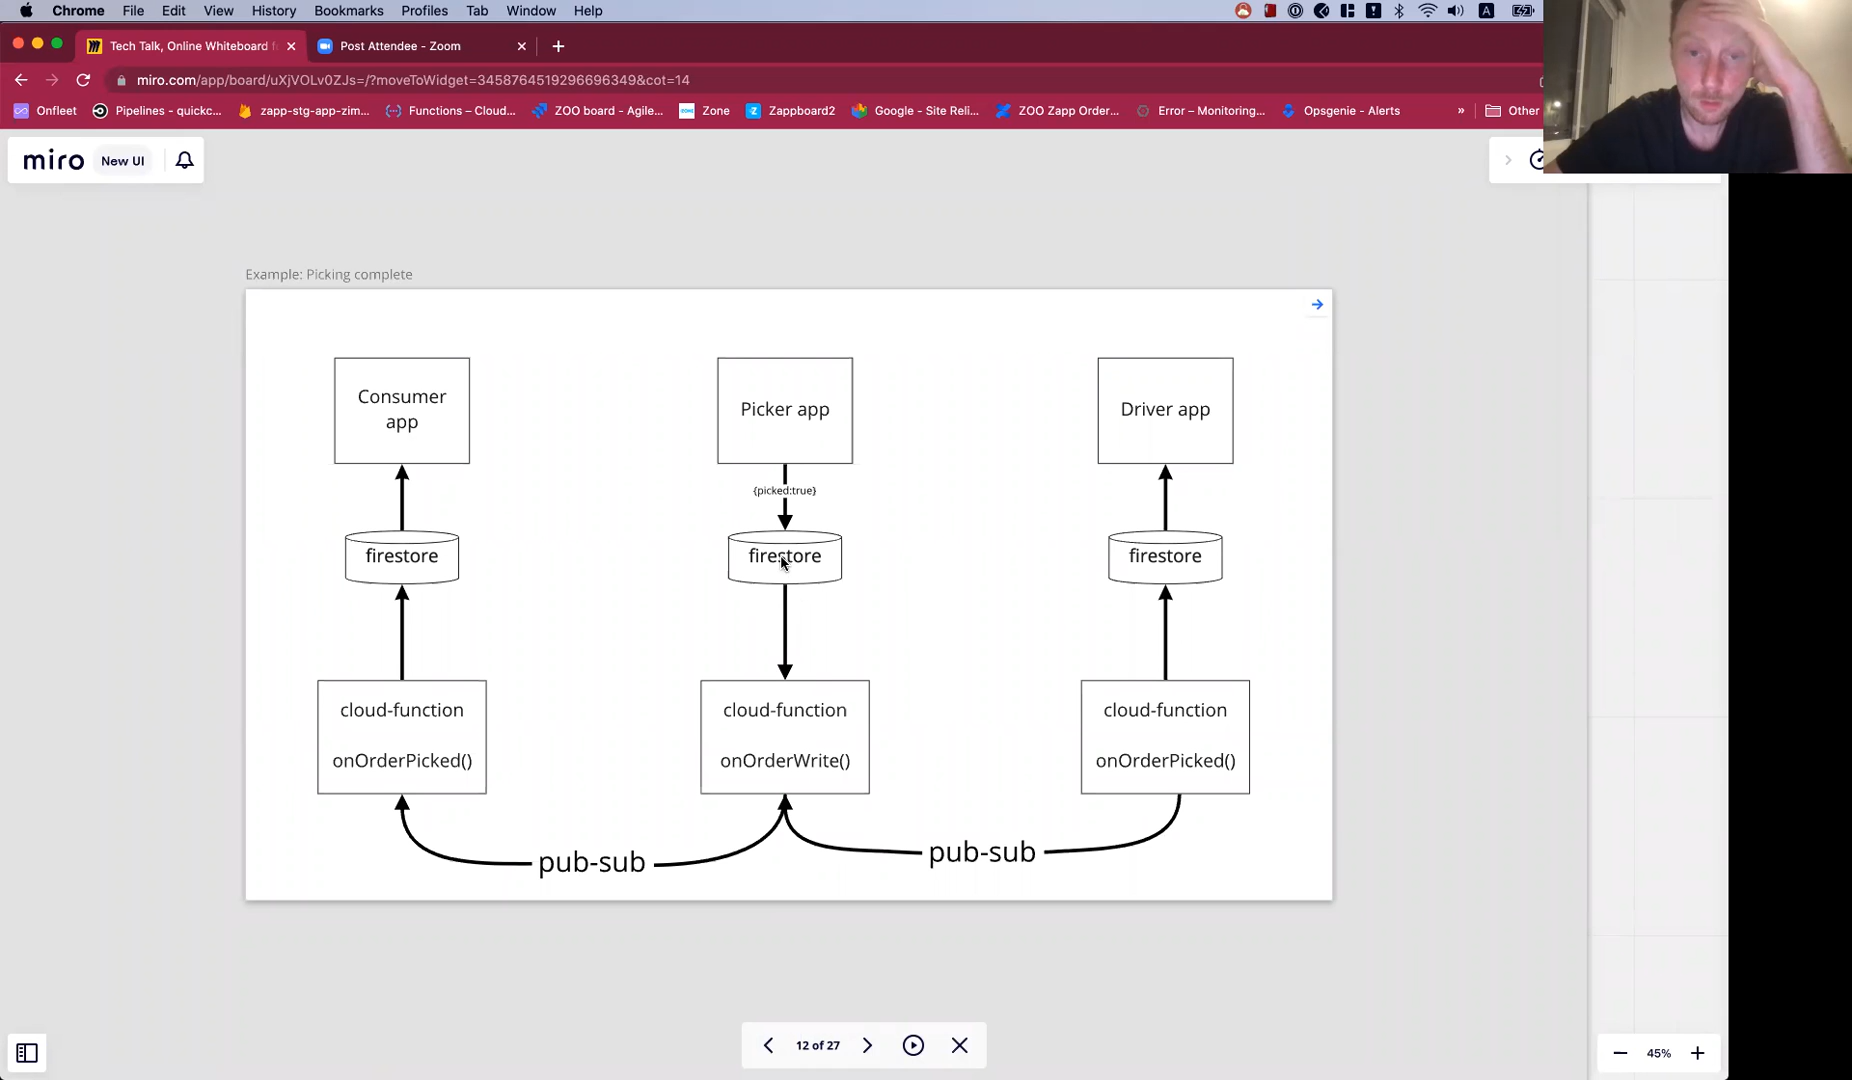 Chrome File Edit View History Bookmarks Profiles Tab Window Help
A
Tech Talk, Online Whiteboard f
Post Attendee - Zoom
miro.com/app/board/uXjVOLv0ZJs=/?moveToWidget=3458764519296696349&cot=14
Onfleet
Pipelines - quickc...
zapp-stg-app-zim...
Functions – Cloud...
ZOO board - Agile...
Zone
Zappboard2
Google - Site Reli...
ZOO Zapp Order...
Error – Monitoring...
Opsgenie - Alerts
»
Other
miro
New UI
Example: Picking complete
Consumer
app
Picker app
Driver app
{picked:true}
firestore
firestore
firestore
cloud-function
onOrderPicked()
cloud-function
onOrderWrite()
cloud-function
onOrderPicked()
pub-sub
pub-sub
12 of 27
45%